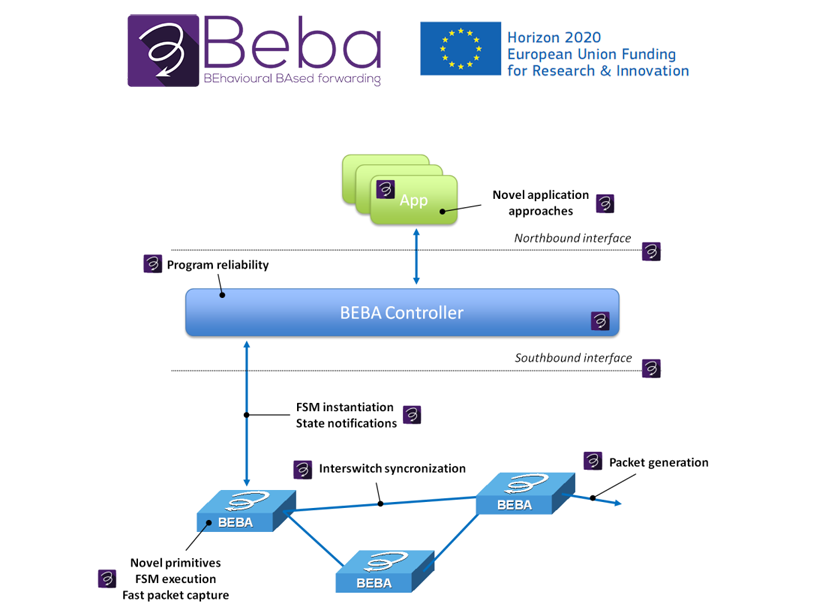 Beba
BEhavioural BAsed forwarding
Horizon 2020
European Union Funding
for Research & Innovation
App
Novel application
approaches
Northbound interface
Program reliability
BEBA Controller
Southbound interface
FSM instantiation
State notifications
Interswitch syncronization
Packet generation
BEBA
BEBA
BEBA
Novel primitives
FSM execution
Fast packet capture